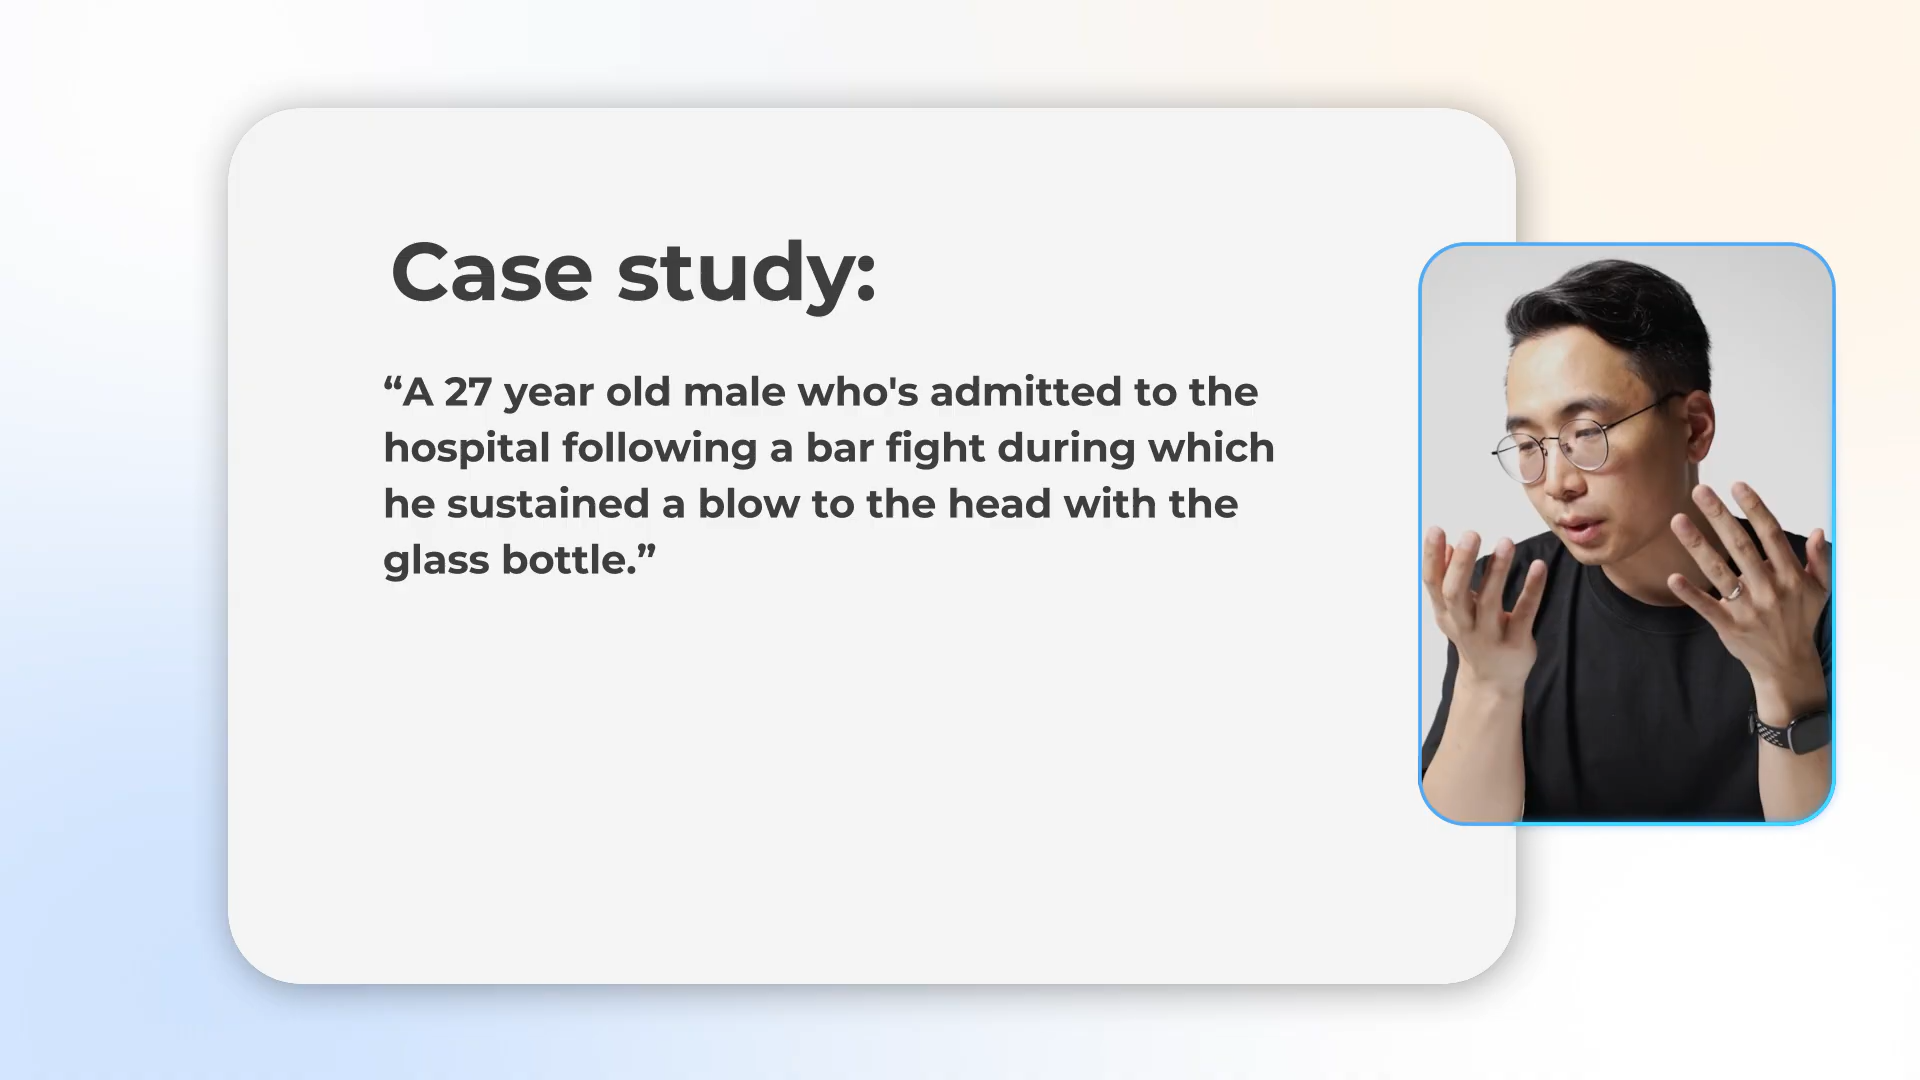 Case study:
“A 27 year old male who's admitted to the
hospital following a bar fight during which
he sustained a blow to the head with the
glass bottle.”